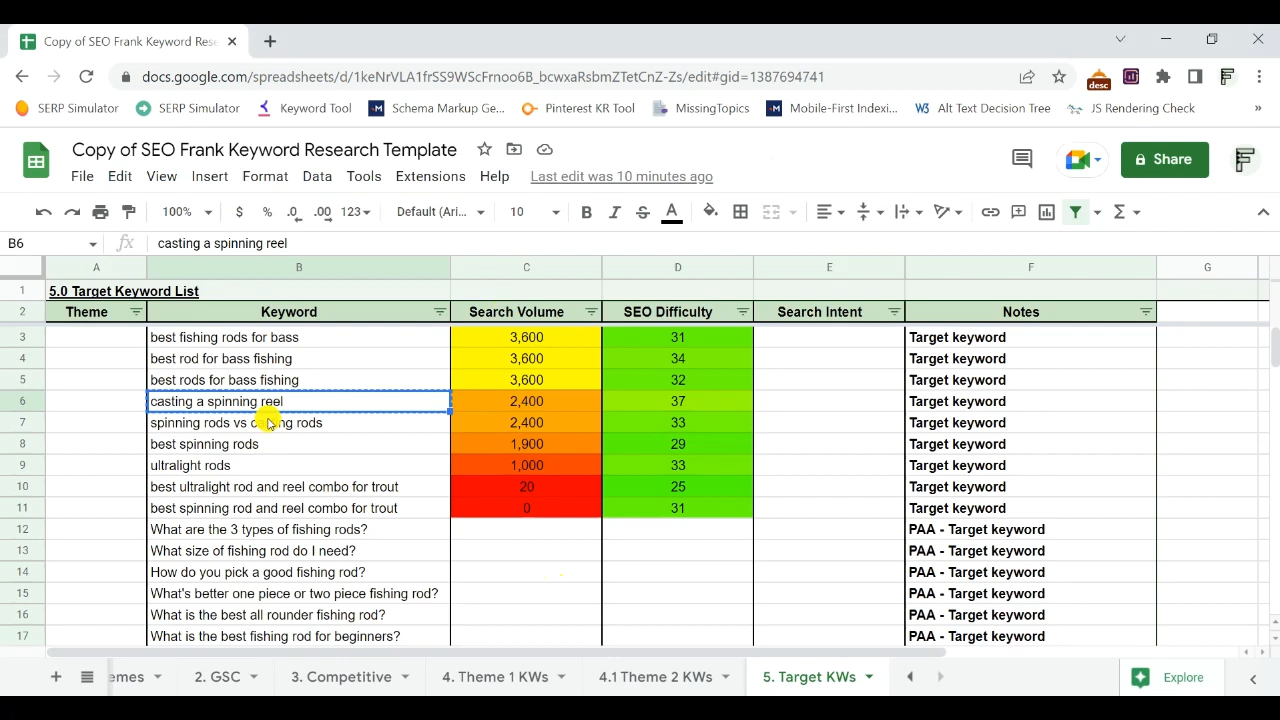 Copy of SEO Frank Keyword Rese
docs.google.com/spreadsheets/d/1keNrVLA1frSS9WScFrnoo6B_bcwxaRsbmZTetCnZ-Zs/edit#gid=1387694741
desc
SERP Simulator SERP Simulator Keyword Tool Schema Markup Ge... Pinterest KR Tool MissingTopics Mobile-First Indexi... Alt Text Decision Tree JS Rendering Check »
Copy of SEO Frank Keyword Research Template
Share
File Edit View Insert Format Data Tools Extensions Help Last edit was 10 minutes ago
100% $ % .0 .00 123 Default (Ari... 10 B I S A Σ
B6 fx casting a spinning reel
A B C D E F G
1 5.0 Target Keyword List
2 Theme Keyword Search Volume SEO Difficulty Search Intent Notes
3 best fishing rods for bass 3,600 31 Target keyword
4 best rod for bass fishing 3,600 34 Target keyword
5 best rods for bass fishing 3,600 32 Target keyword
6 casting a spinning reel 2,400 37 Target keyword
7 spinning rods vs casting rods 2,400 33 Target keyword
8 best spinning rods 1,900 29 Target keyword
9 ultralight rods 1,000 33 Target keyword
10 best ultralight rod and reel combo for trout 20 25 Target keyword
11 best spinning rod and reel combo for trout 0 31 Target keyword
12 What are the 3 types of fishing rods? PAA - Target keyword
13 What size of fishing rod do I need? PAA - Target keyword
14 How do you pick a good fishing rod? PAA - Target keyword
15 What's better one piece or two piece fishing rod? PAA - Target keyword
16 What is the best all rounder fishing rod? PAA - Target keyword
17 What is the best fishing rod for beginners? PAA - Target keyword
emes 2. GSC 3. Competitive 4. Theme 1 KWs 4.1 Theme 2 KWs 5. Target KWs Explore